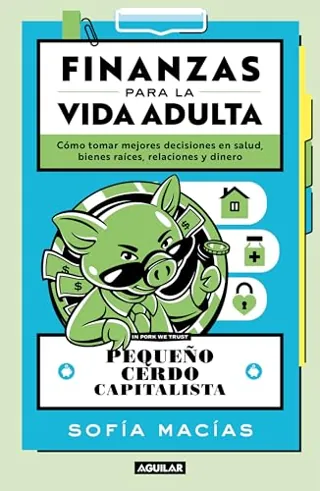 FINANZAS
PARA LA
VIDA ADULTA
Cómo tomar mejores decisiones en salud,
bienes raíces, relaciones y dinero
$
$
$
IN PORK WE TRUST
PEQUEÑO
CERDO
CAPITALISTA
SOFÍA MACÍAS
AGUILAR